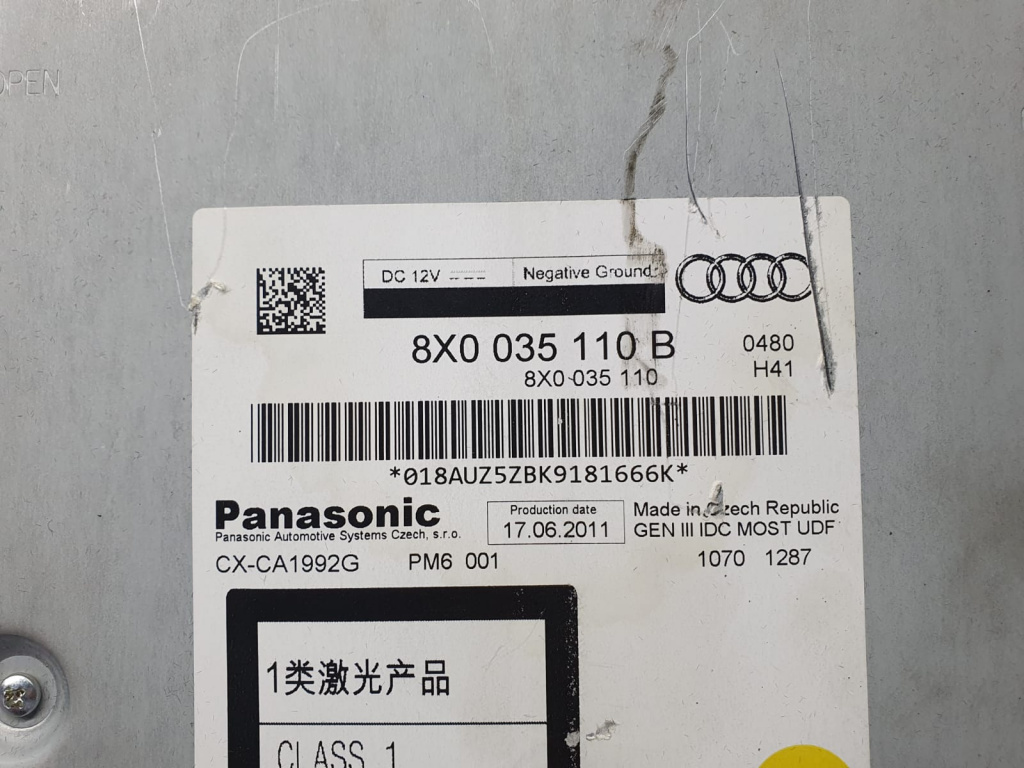 OPEN
DC 12V Negative Ground
8X0 035 110 B 0480
8X0 035 110 H41
*018AUZ5ZBK9181666K*
Panasonic
Panasonic Automotive Systems Czech, s.r.o.
Production date
17.06.2011
Made in Czech Republic
GEN III IDC MOST UDF
CX-CA1992G PM6 001 1070 1287
1类激光产品
CLASS 1